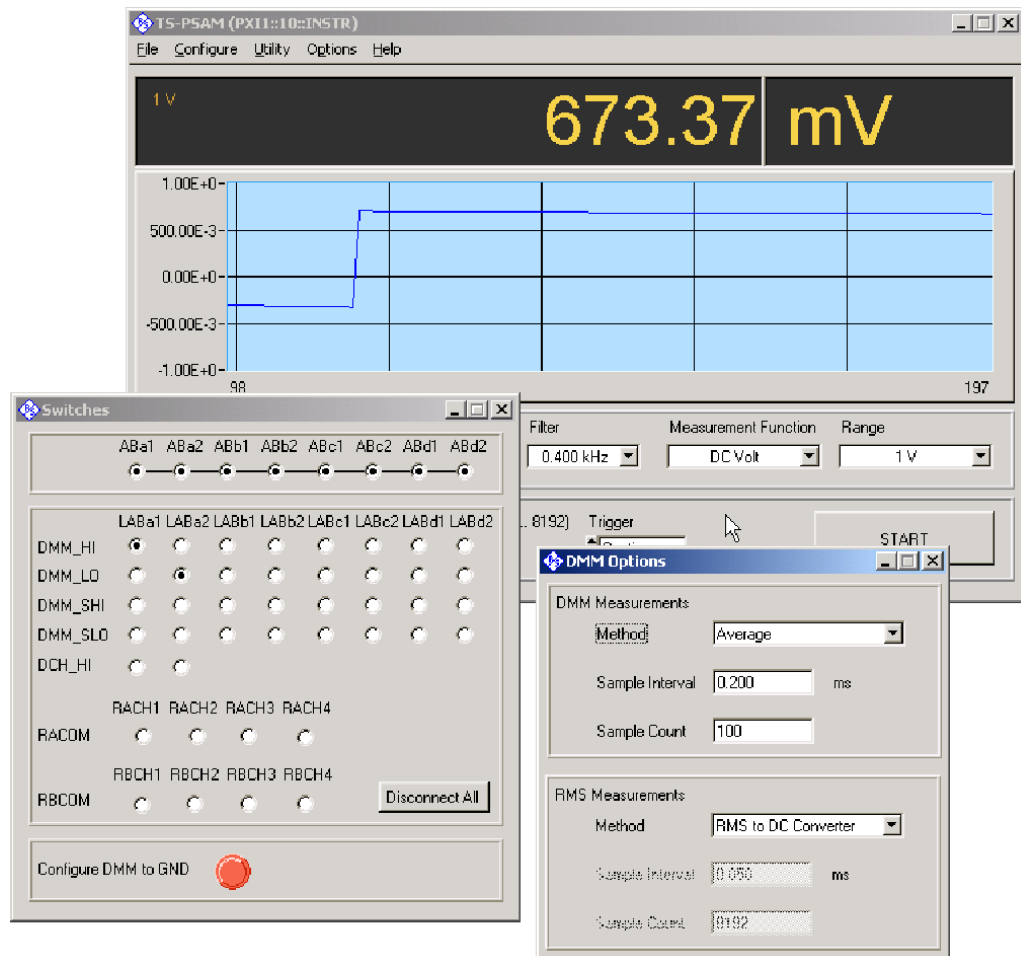 TS-PSAM (PXI1::10::INSTR)
File Configure Utility Options Help
1 V
673.37 mV
1.00E+0
500.00E-3
0.00E+0
-500.00E-3
-1.00E+0
98 197
Filter Measurement Function Range
0.400 kHz DC Volt 1 V
.. 8192) Trigger
START
Switches
ABa1 ABa2 ABb1 ABb2 ABc1 ABc2 ABd1 ABd2
LABa1 LABa2 LABb1 LABb2 LABc1 LABc2 LABd1 LABd2
DMM_HI
DMM_LO
DMM_SHI
DMM_SLO
DCH_HI
RACH1 RACH2 RACH3 RACH4
RACOM
RBCH1 RBCH2 RBCH3 RBCH4
RBCOM
Disconnect All
Configure DMM to GND
DMM Options
DMM Measurements
Method Average
Sample Interval 0.200 ms
Sample Count 100
RMS Measurements
Method RMS to DC Converter
Sample Interval 0.050 ms
Sample Count 8192